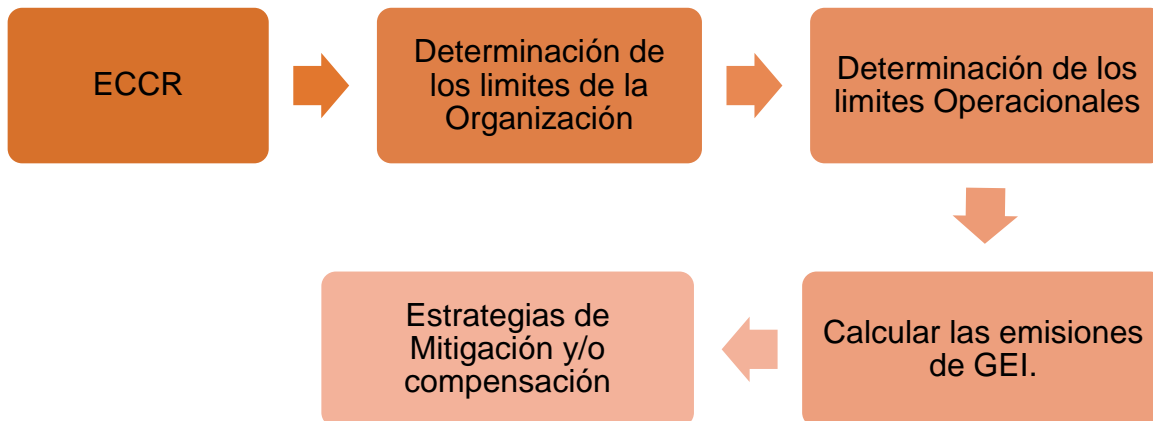 ECCR
Determinación de
los limites de la
Organización
Determinación de los
limites Operacionales
Calcular las emisiones
de GEI.
Estrategias de
Mitigación y/o
compensación